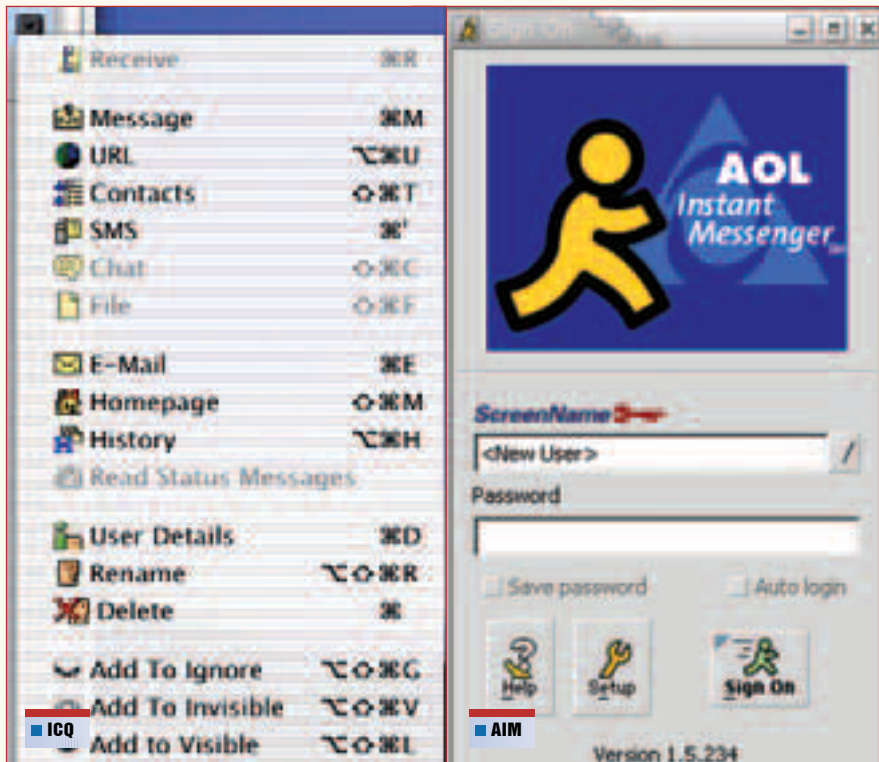 Receive ⌘R
Message ⌘M
URL ⌥⌘U
Contacts ⇧⌘T
SMS ⌘'
Chat ⇧⌘C
File ⇧⌘F
E-Mail ⌘E
Homepage ⇧⌘M
History ⌥⌘H
Read Status Messages
User Details ⌘D
Rename ⌥⇧⌘R
Delete ⌘
Add To Ignore ⌥⇧⌘G
Add To Invisible ⌥⇧⌘V
Add to Visible ⌥⇧⌘L
ICQ
AOL
Instant
Messenger
ScreenName
<New User>
Password
Save password Auto login
Help Setup Sign On
AIM
Version 1.5.234